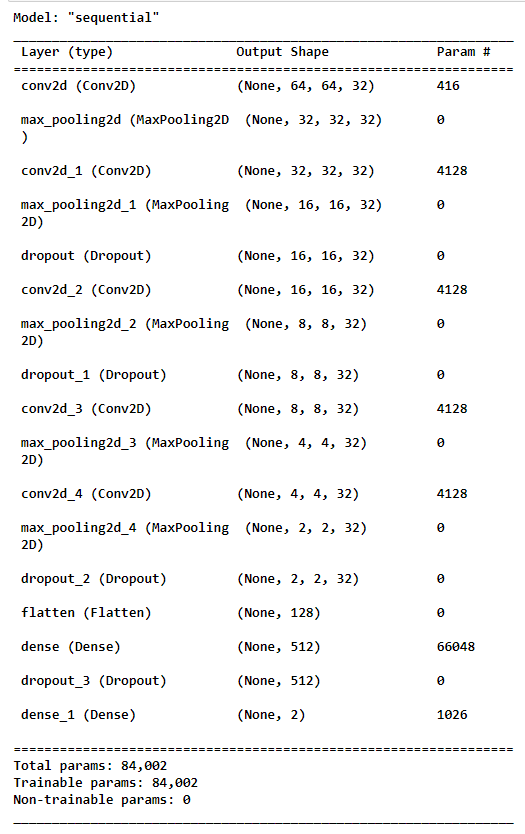 Model: "sequential"
Layer (type) Output Shape Param #
=================================================================
conv2d (Conv2D) (None, 64, 64, 32) 416
max_pooling2d (MaxPooling2D (None, 32, 32, 32) 0
)
conv2d_1 (Conv2D) (None, 32, 32, 32) 4128
max_pooling2d_1 (MaxPooling (None, 16, 16, 32) 0
2D)
dropout (Dropout) (None, 16, 16, 32) 0
conv2d_2 (Conv2D) (None, 16, 16, 32) 4128
max_pooling2d_2 (MaxPooling (None, 8, 8, 32) 0
2D)
dropout_1 (Dropout) (None, 8, 8, 32) 0
conv2d_3 (Conv2D) (None, 8, 8, 32) 4128
max_pooling2d_3 (MaxPooling (None, 4, 4, 32) 0
2D)
conv2d_4 (Conv2D) (None, 4, 4, 32) 4128
max_pooling2d_4 (MaxPooling (None, 2, 2, 32) 0
2D)
dropout_2 (Dropout) (None, 2, 2, 32) 0
flatten (Flatten) (None, 128) 0
dense (Dense) (None, 512) 66048
dropout_3 (Dropout) (None, 512) 0
dense_1 (Dense) (None, 2) 1026
=================================================================
Total params: 84,002
Trainable params: 84,002
Non-trainable params: 0